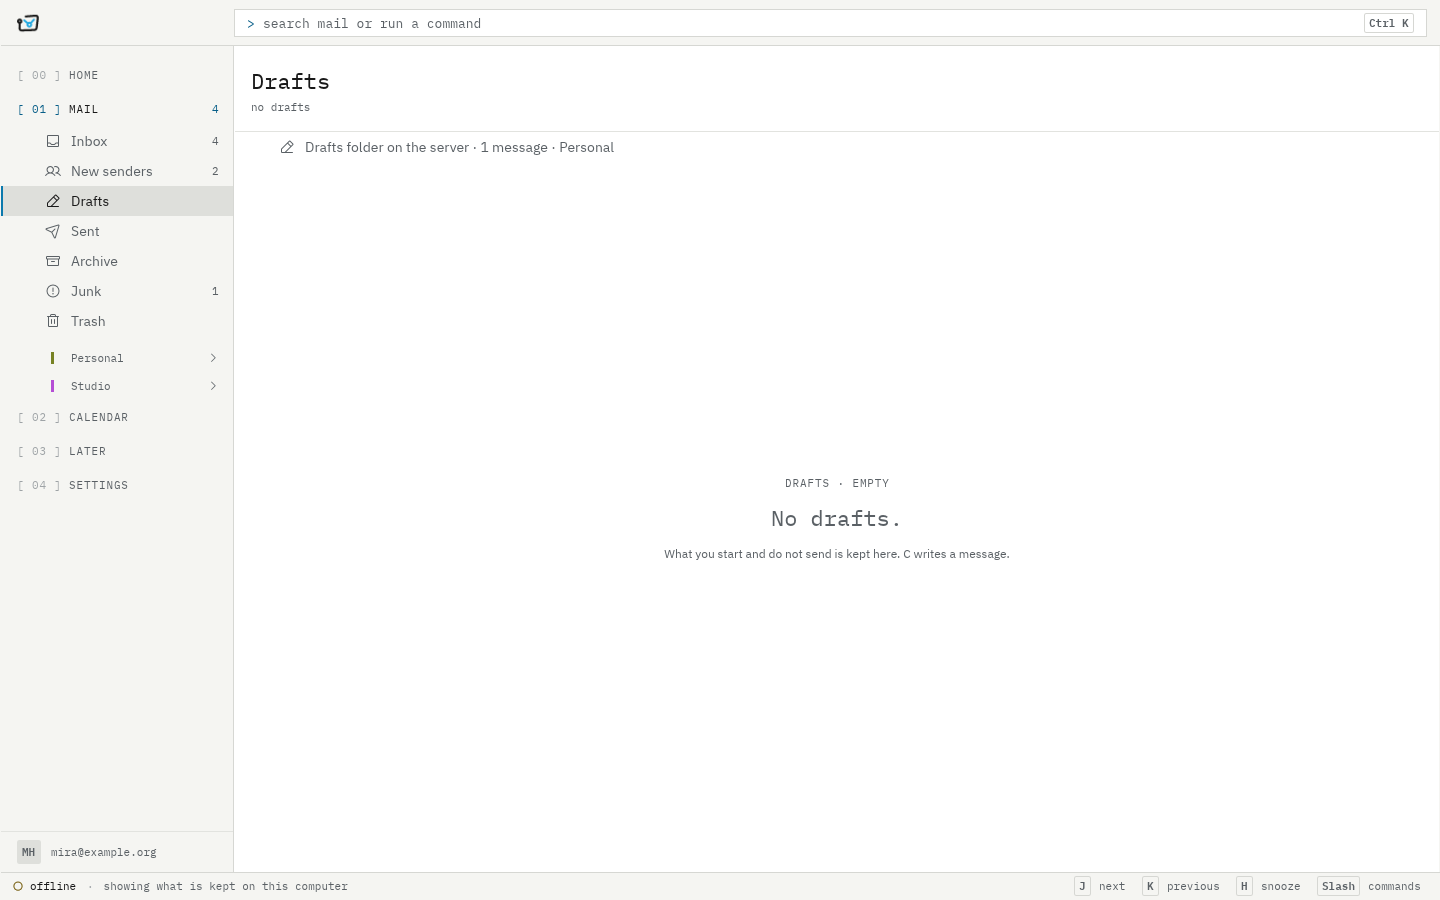 > search mail or run a command Ctrl K
[ 00 ] HOME
[ 01 ] MAIL 4
Inbox 4
New senders 2
Drafts
Sent
Archive
Junk 1
Trash
Personal
Studio
[ 02 ] CALENDAR
[ 03 ] LATER
[ 04 ] SETTINGS
MH mira@example.org
Drafts
no drafts
Drafts folder on the server · 1 message · Personal
DRAFTS · EMPTY
No drafts.
What you start and do not send is kept here. C writes a message.
offline · showing what is kept on this computer
J next K previous H snooze Slash commands